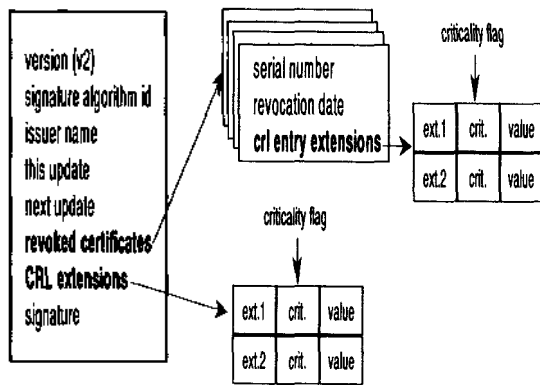 version (v2)
signature algorithm id
issuer name
this update
next update
revoked certificates
CRL extensions
signature
serial number
revocation date
crl entry extensions
criticality flag
ext.1 crit. value
ext.2 crit. value
criticality flag
ext.1 crit. value
ext.2 crit. value